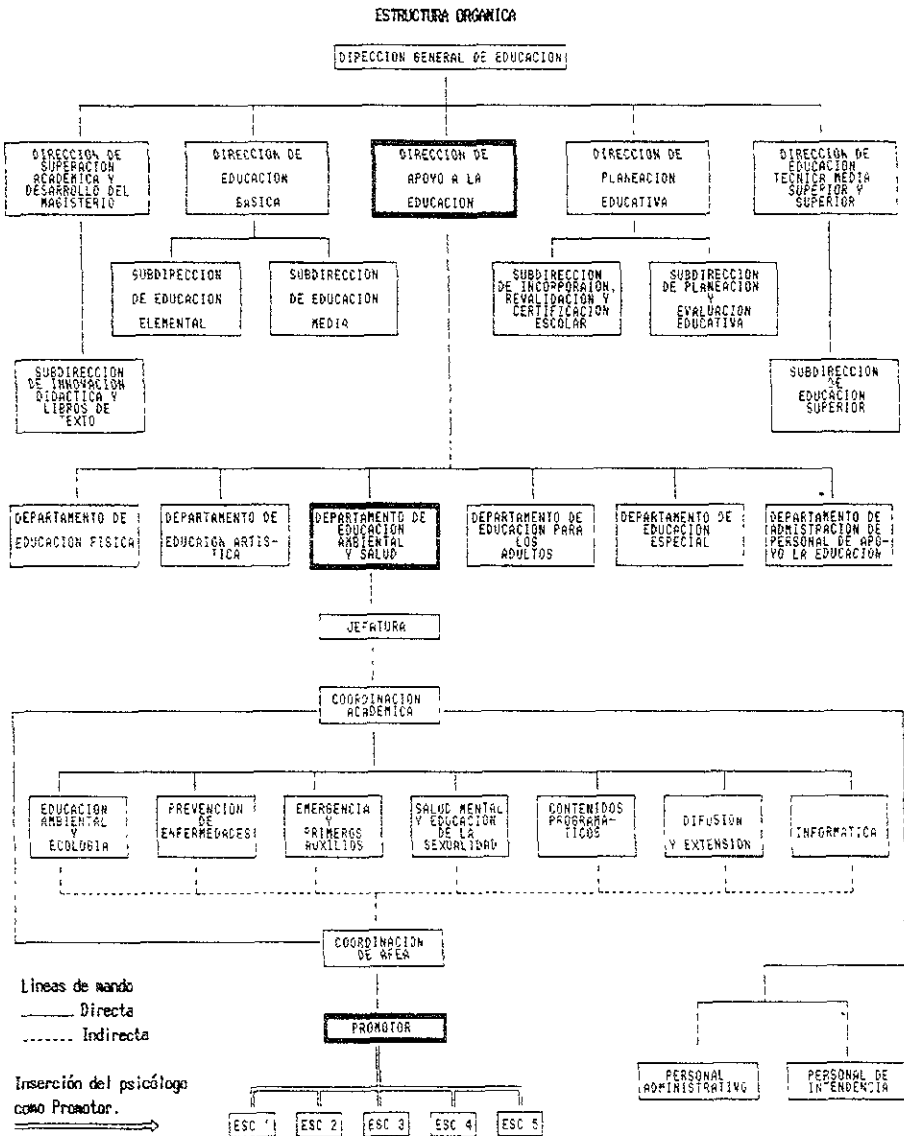 ESTRUCTURA ORGANICA
DIRECCION GENERAL DE EDUCACION
DIRECCION DE
SUPERACION
ACADEMICA Y
DESARROLLO DEL
MAGISTERIO
DIRECCION DE
EDUCACION
BASICA
DIRECCION DE
APOYO A LA
EDUCACION
DIRECCION DE
PLANEACION
EDUCATIVA
DIRECCION DE
EDUCACION
TECNICA MEDIA
SUPERIOR Y
SUPERIOR
SUBDIRECCION
DE EDUCACION
ELEMENTAL
SUBDIRECCION
DE EDUCACION
MEDIA
SUBDIRECCION
DE INCORPORAION,
REVALIDACION Y
CERTIFICACION
ESCOLAR
SUBDIRECCION
DE PLANEACION
Y
EVALUACION
EDUCATIVA
SUBDIRECCION
DE INNOVACION
DIDACTICA Y
LIBROS DE
TEXTO
SUBDIRECCION
DE
EDUCACION
SUPERIOR
DEPARTAMENTO DE
EDUCACION FISICA
DEPARTAMENTO DE
EDUCACION ARTIS-
TICA
DEPARTAMENTO DE
EDUCACION
AMBIENTAL
Y SALUD
DEPARTAMENTO DE
EDUCACION PARA
LOS
ADULTOS
DEPARTAMENTO DE
EDUCACION
ESPECIAL
DEPARTAMENTO DE
ADMISTRACION DE
PERSONAL DE APO-
YO LA EDUCACION
JEFATURA
COORDINACION
ACADEMICA
EDUCACION
AMBIENTAL
Y
ECOLOGIA
PREVENCION
DE
ENFERMEDADES
EMERGENCIA
Y
PRIMEROS
AUXILIOS
SALUD MENTAL
Y EDUCACION
DE LA
SEXUALIDAD
CONTENIDOS
PROGRAMA-
TICOS
DIFUSION
Y EXTENSION
INFORMATICA
COORDINACION
DE AREA
Lineas de mando
Directa
Indirecta
PROMOTOR
PERSONAL
ADMINISTRATIVO
PERSONAL DE
INTENDENCIA
Inserción del psicólogo
como Promotor.
ESC 1
ESC 2
ESC 3
ESC 4
ESC 5